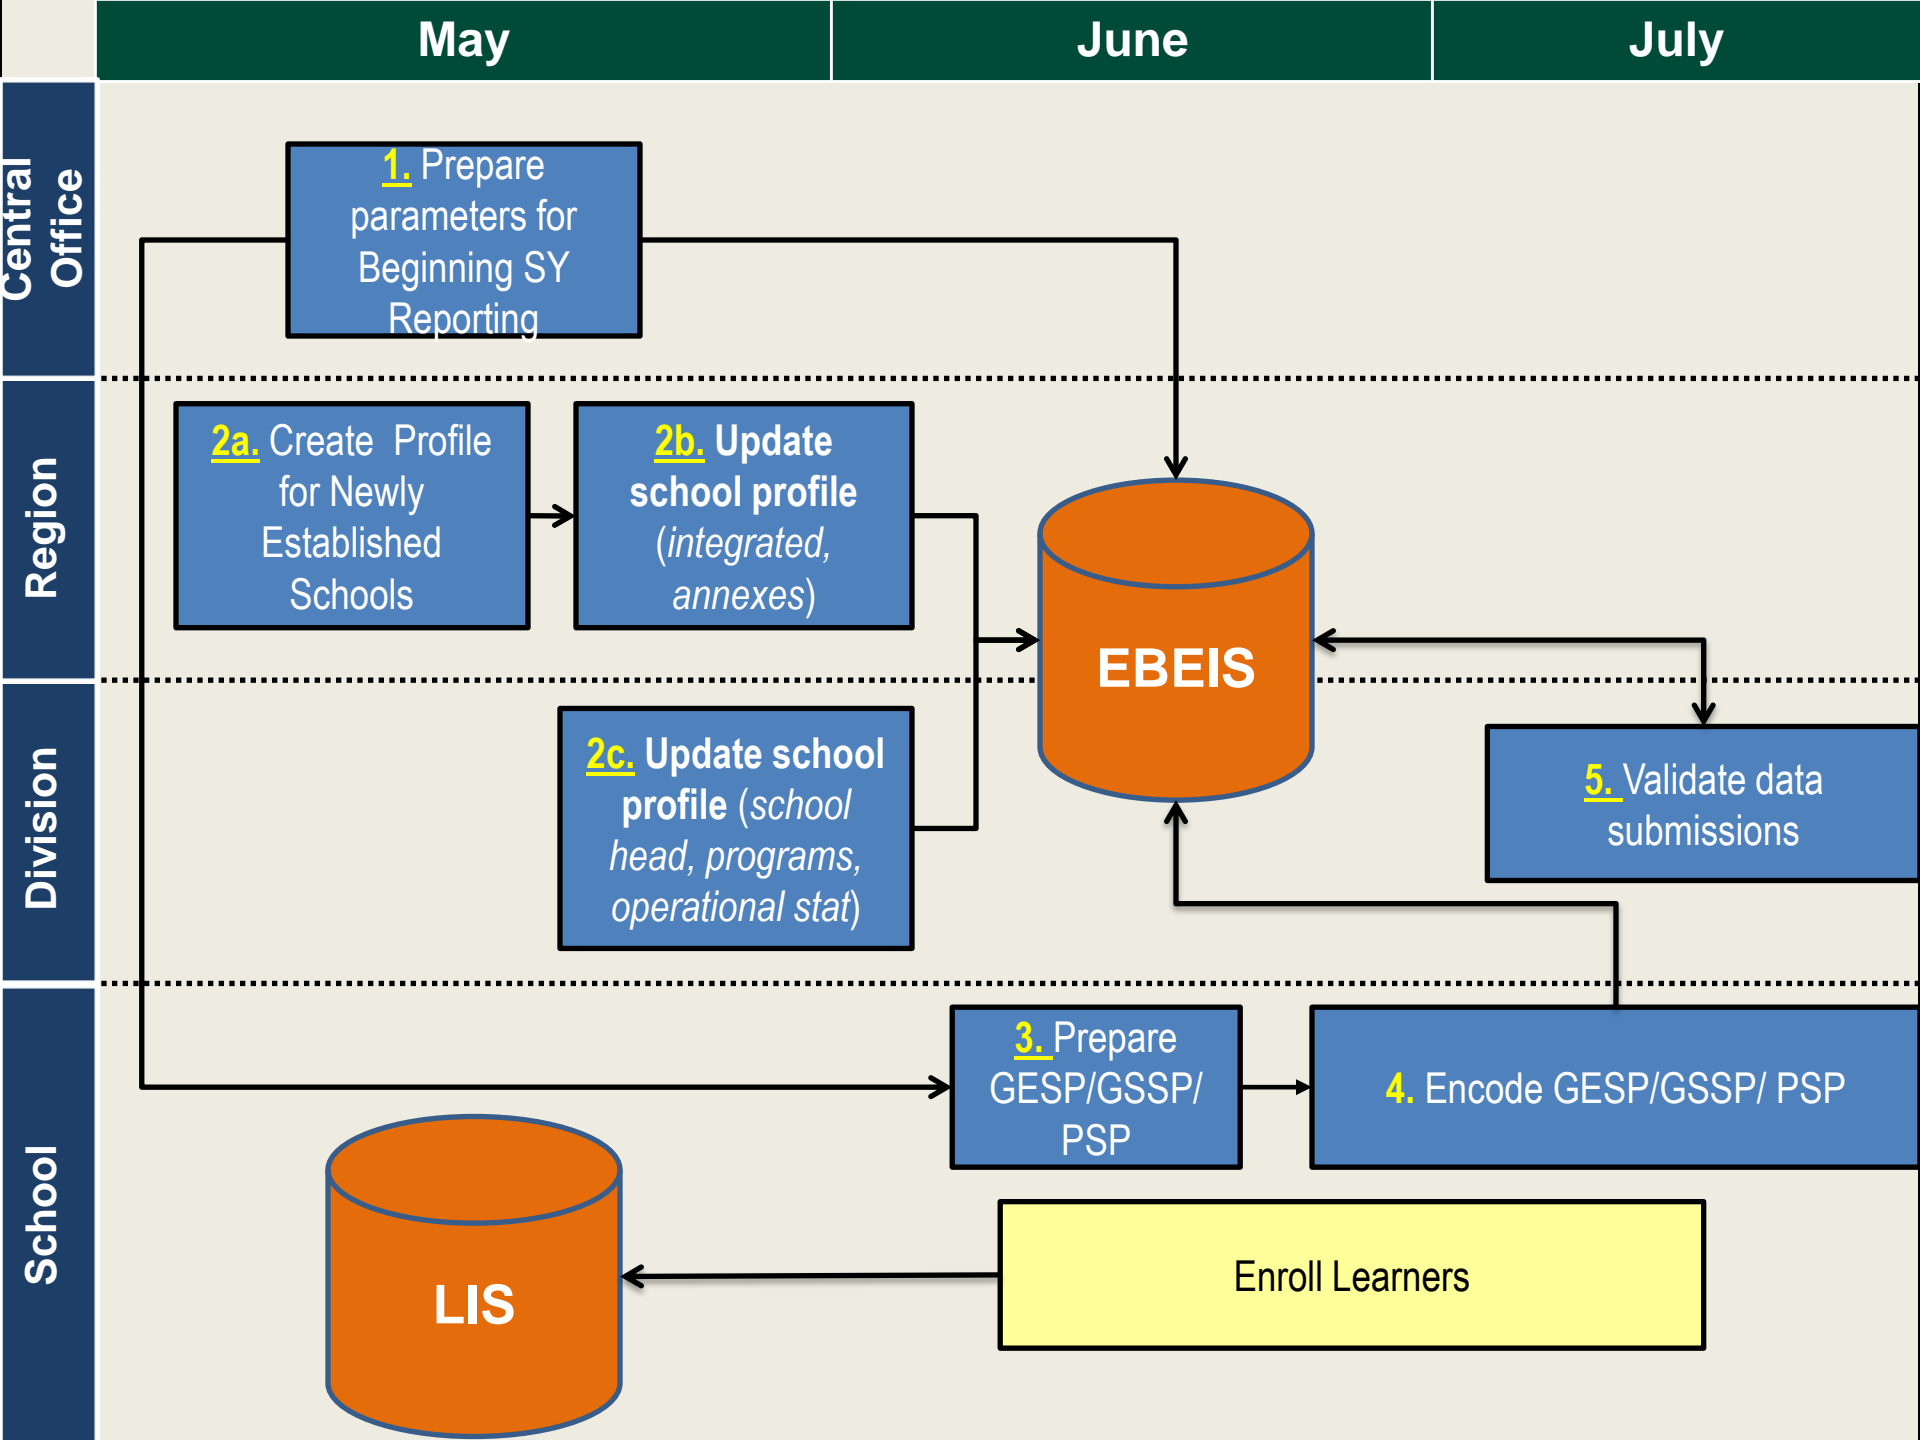 May
June
July
Central
Office
1. Prepare
parameters for
Beginning SY
Reporting
Region
2a. Create  Profile
for Newly
Established
Schools
2b. Update
school profile
(integrated,
annexes)
EBEIS
Division
2c. Update school
profile (school
head, programs,
operational stat)
5. Validate data
submissions
School
3. Prepare
GESP/GSSP/
PSP
4. Encode GESP/GSSP/ PSP
LIS
Enroll Learners